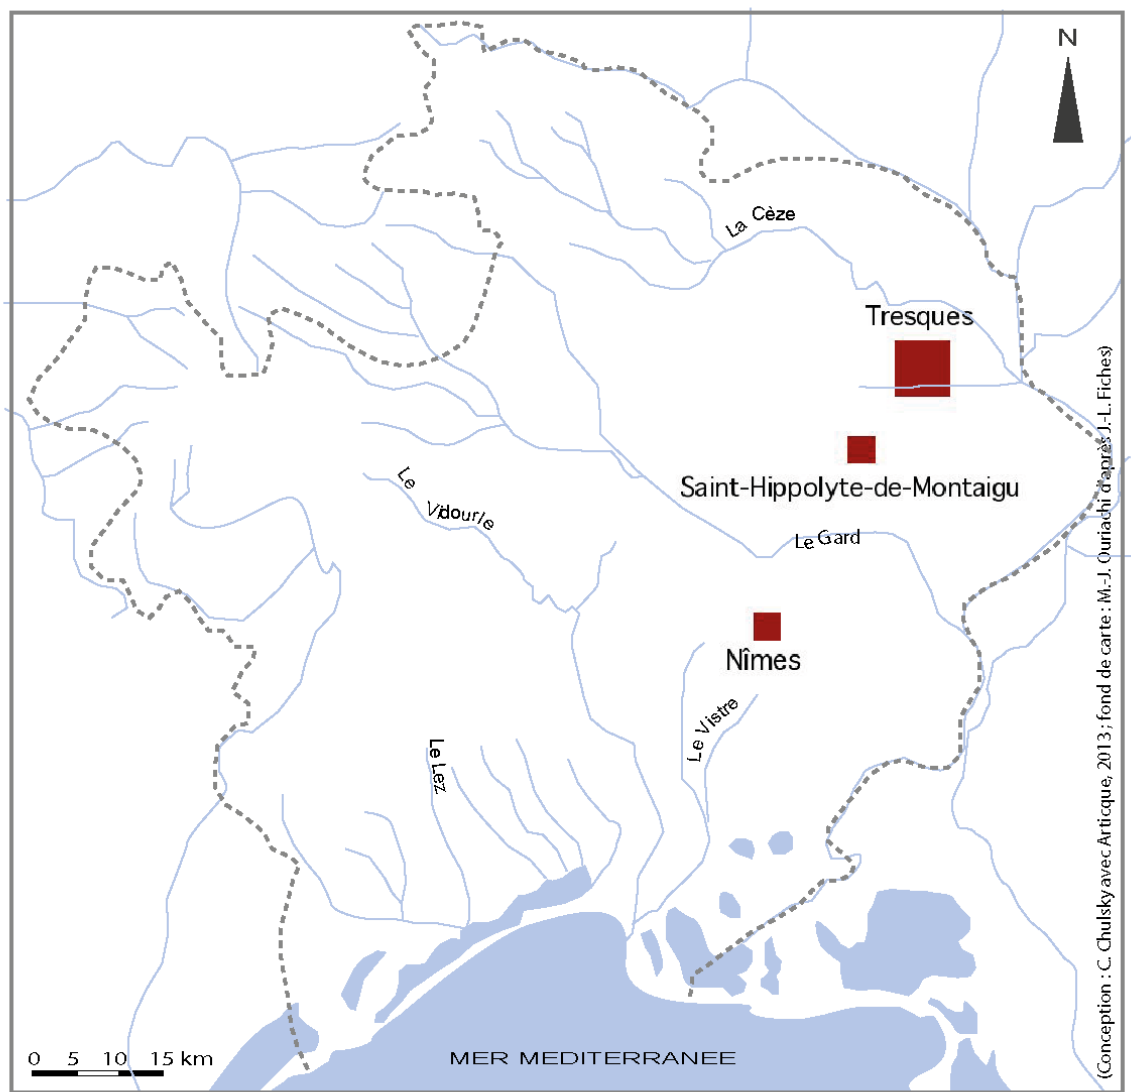 N
La Cèze
Tresques
Saint-Hippolyte-de-Montaigu
Le Vidourle
Le Gard
Nîmes
Le Vistre
Le Lez
0 5 10 15 km
MER MEDITERRANEE
(Conception : C. Chulsky avec Articque, 2013 ; fond de carte : M.-J. Ouriachi d'après J.-L. Fiches)